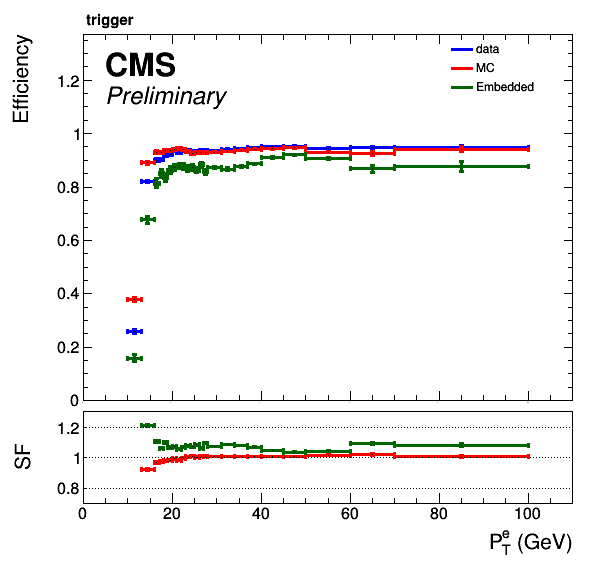 trigger
Efficiency
CMS
Preliminary
data
MC
Embedded
1.2
1
0.8
0.6
0.4
0.2
0
SF
1.2
1
0.8
0 20 40 60 80 100
P_T^e (GeV)